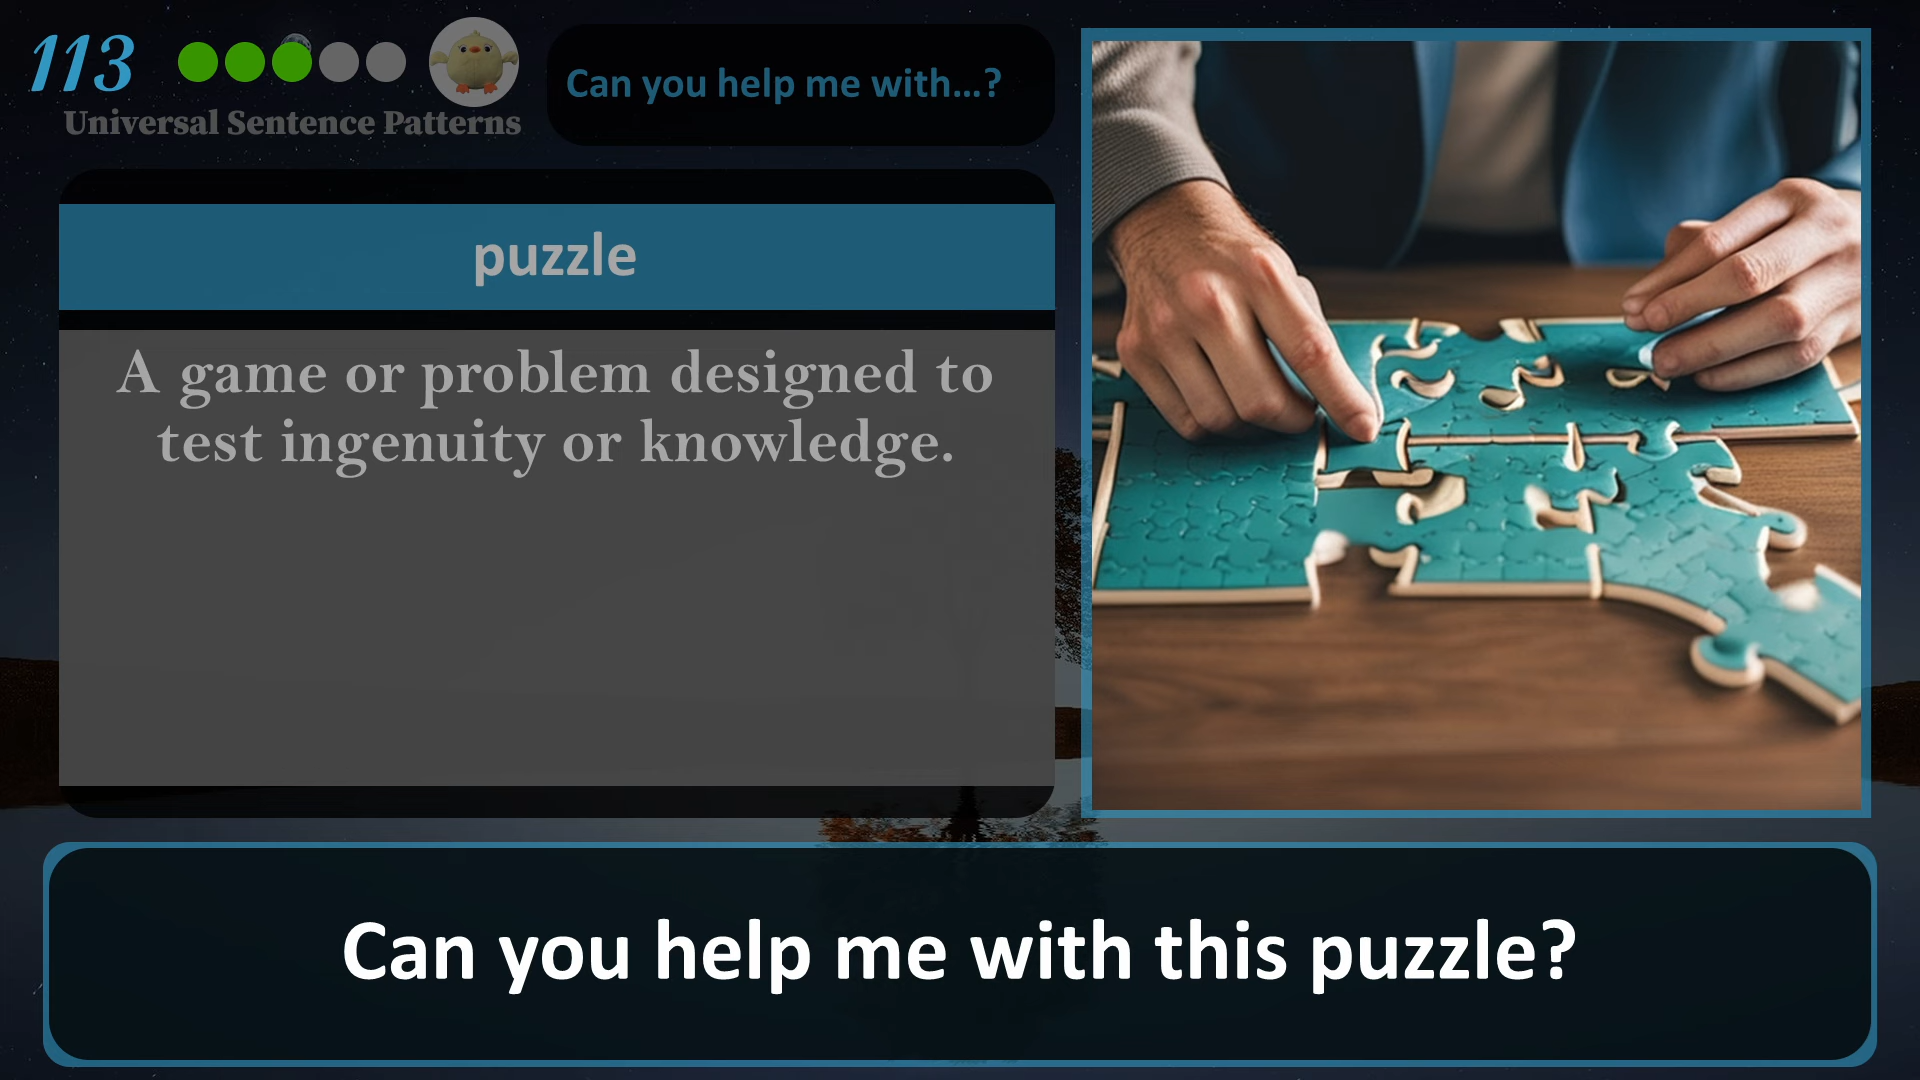 113
Universal Sentence Patterns
Can you help me with...?
puzzle
A game or problem designed to
test ingenuity or knowledge.
Can you help me with this puzzle?